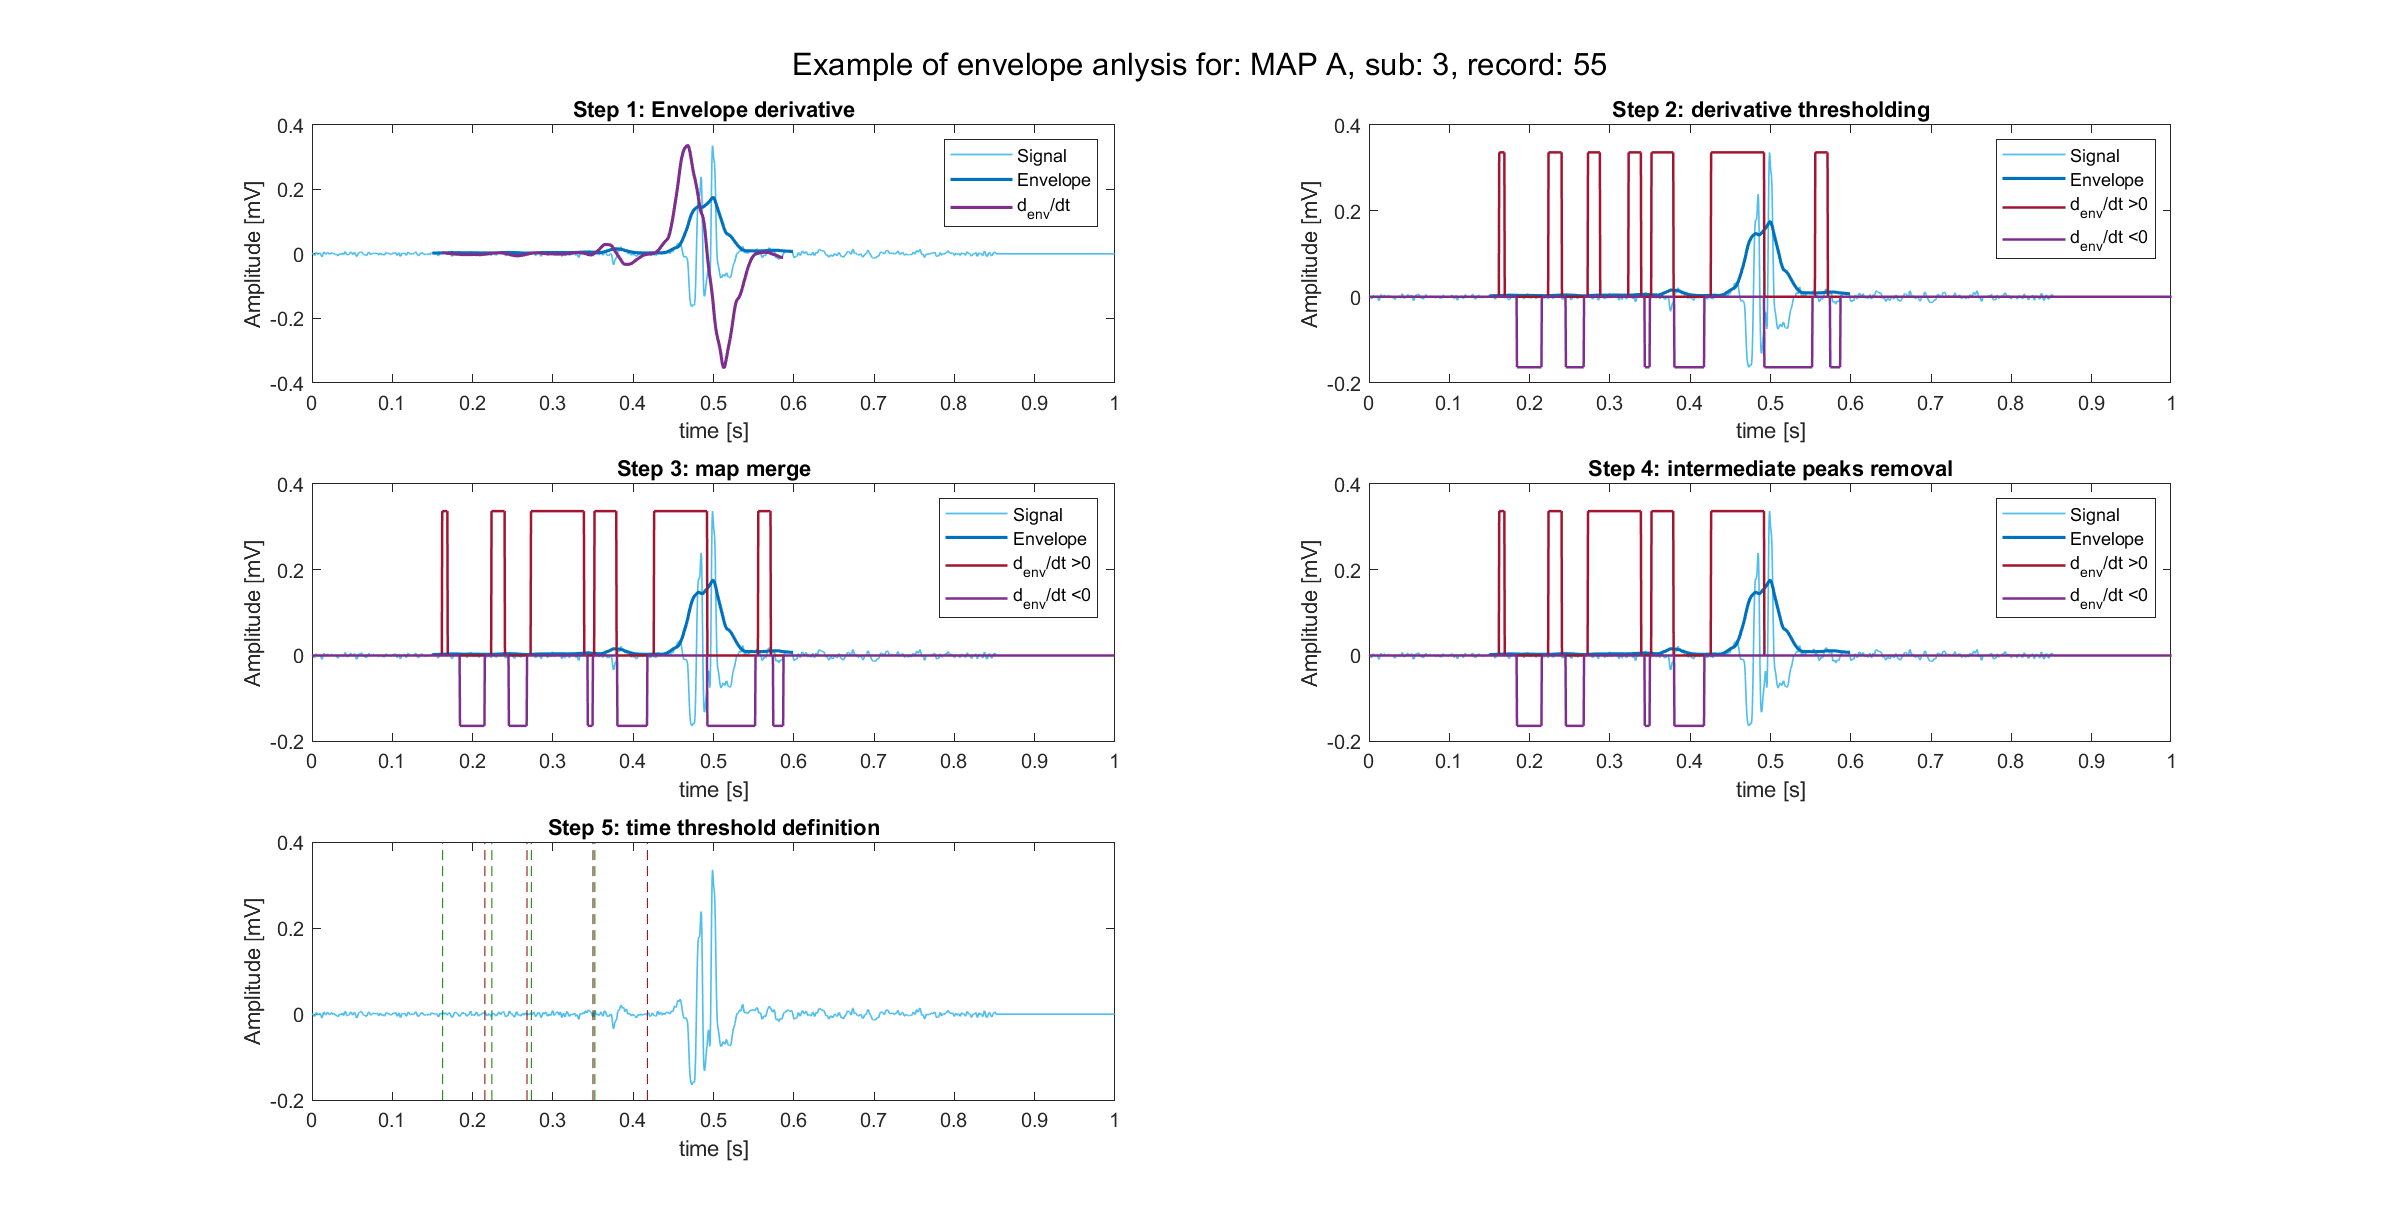 Example of envelope anlysis for: MAP A, sub: 3, record: 55
Step 1: Envelope derivative
Amplitude [mV]
0.4
0.2
0
-0.2
-0.4
0 0.1 0.2 0.3 0.4 0.5 0.6 0.7 0.8 0.9 1
time [s]
Signal
Envelope
d_env/dt
Step 2: derivative thresholding
Amplitude [mV]
0.4
0.2
0
-0.2
0 0.1 0.2 0.3 0.4 0.5 0.6 0.7 0.8 0.9 1
time [s]
Signal
Envelope
d_env/dt >0
d_env/dt <0
Step 3: map merge
Amplitude [mV]
0.4
0.2
0
-0.2
0 0.1 0.2 0.3 0.4 0.5 0.6 0.7 0.8 0.9 1
time [s]
Signal
Envelope
d_env/dt >0
d_env/dt <0
Step 4: intermediate peaks removal
Amplitude [mV]
0.4
0.2
0
-0.2
0 0.1 0.2 0.3 0.4 0.5 0.6 0.7 0.8 0.9 1
time [s]
Signal
Envelope
d_env/dt >0
d_env/dt <0
Step 5: time threshold definition
Amplitude [mV]
0.4
0.2
0
-0.2
0 0.1 0.2 0.3 0.4 0.5 0.6 0.7 0.8 0.9 1
time [s]